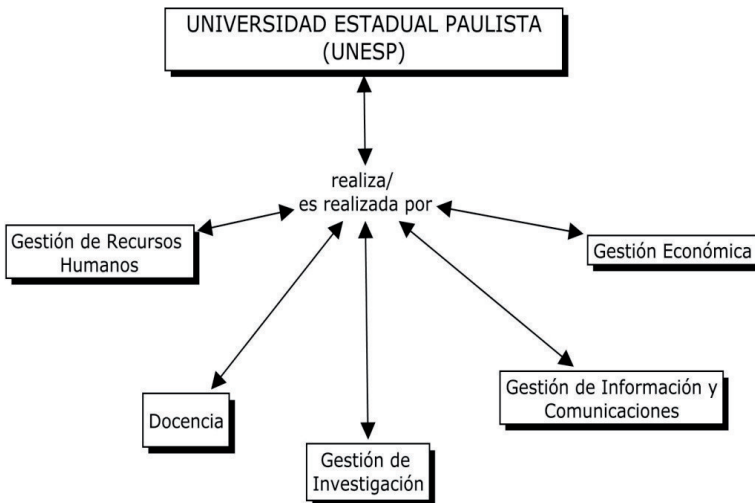 UNIVERSIDAD ESTADUAL PAULISTA
(UNESP)
realiza/
es realizada por
Gestión de Recursos
Humanos
Gestión Económica
Docencia
Gestión de
Investigación
Gestión de Información y
Comunicaciones